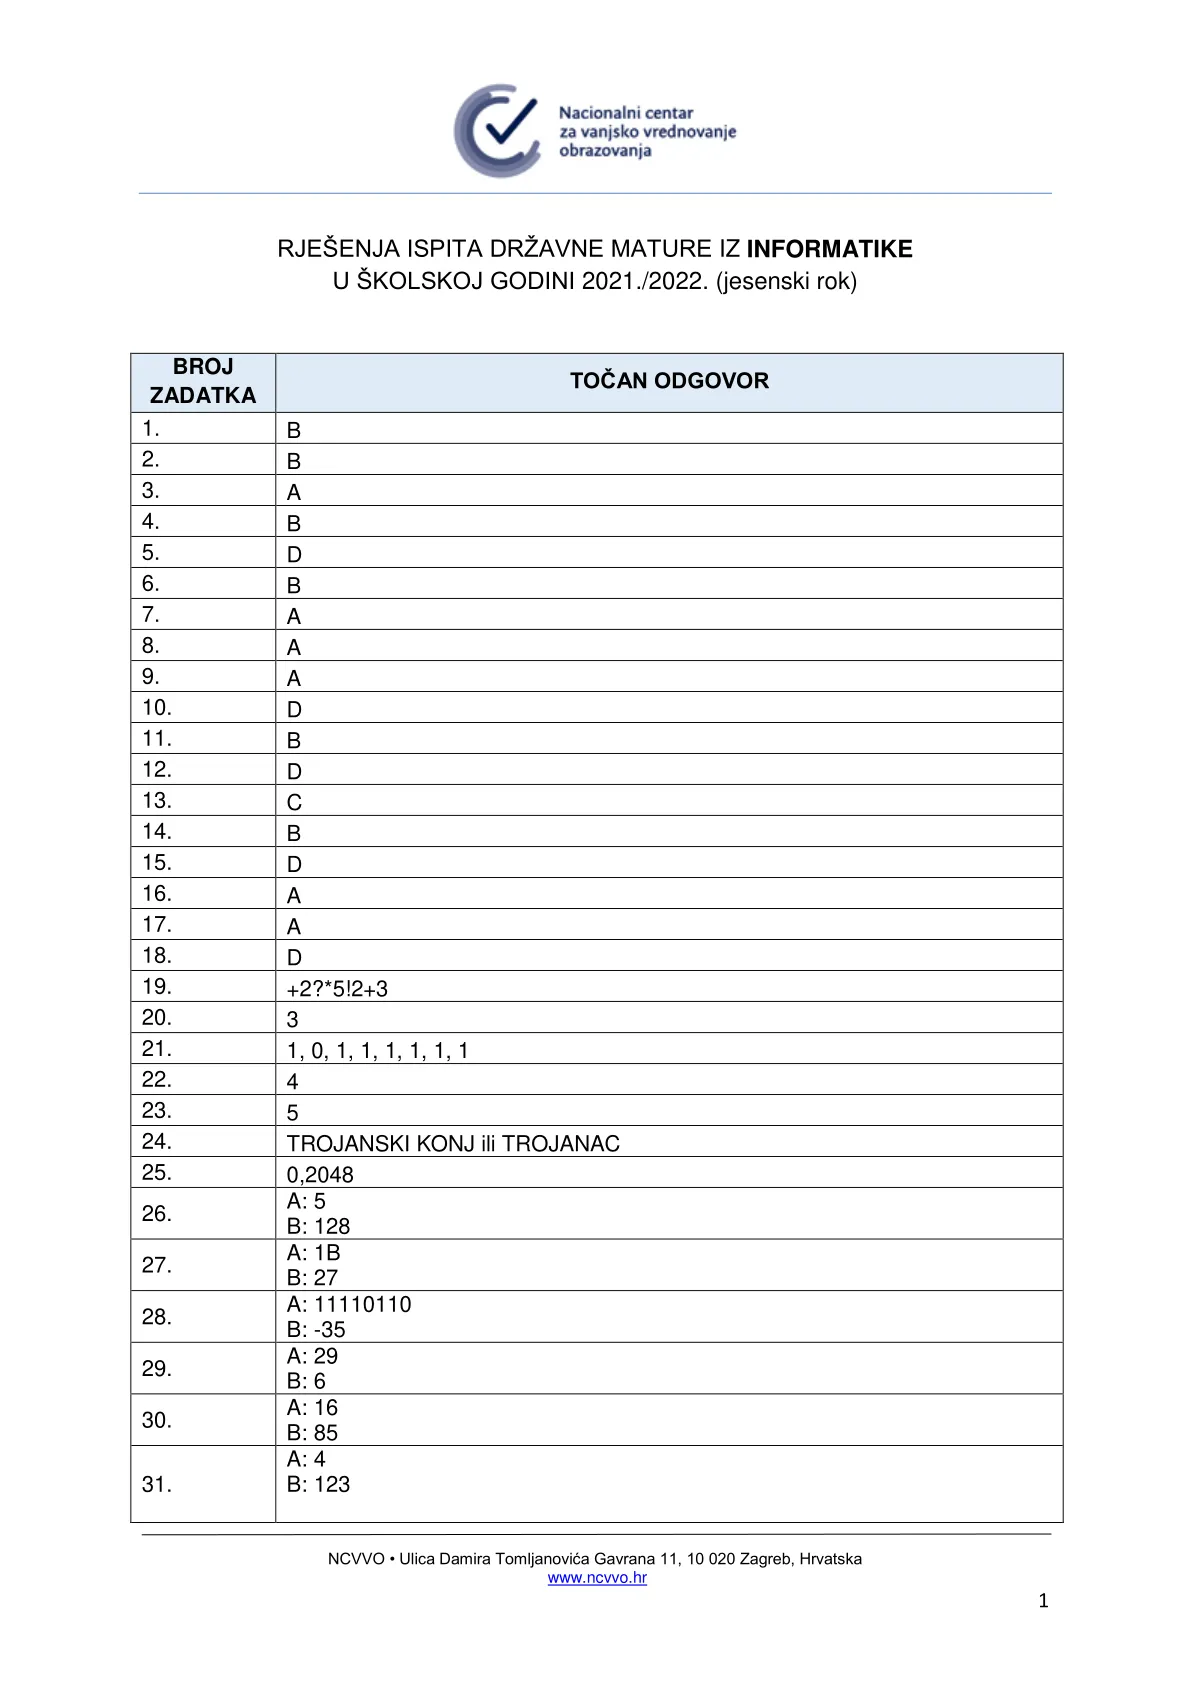 Nacionalni centar
za vanjsko vrednovanje
obrazovanja
RJEŠENJA ISPITA DRŽAVNE MATURE IZ INFORMATIKE
U ŠKOLSKOJ GODINI 2021./2022. (jesenski rok)
BROJ ZADATKA TOČAN ODGOVOR
1. B
2. B
3. A
4. B
5. D
6. B
7. A
8. A
9. A
10. D
11. B
12. D
13. C
14. B
15. D
16. A
17. A
18. D
19. +2?*5!2+3
20. 3
21. 1, 0, 1, 1, 1, 1, 1, 1
22. 4
23. 5
24. TROJANSKI KONJ ili TROJANAC
25. 0,2048
26. A: 5
B: 128
27. A: 1B
B: 27
28. A: 11110110
B: -35
29. A: 29
B: 6
30. A: 16
B: 85
31. A: 4
B: 123
NCVVO • Ulica Damira Tomljanovića Gavrana 11, 10 020 Zagreb, Hrvatska
www.ncvvo.hr
1